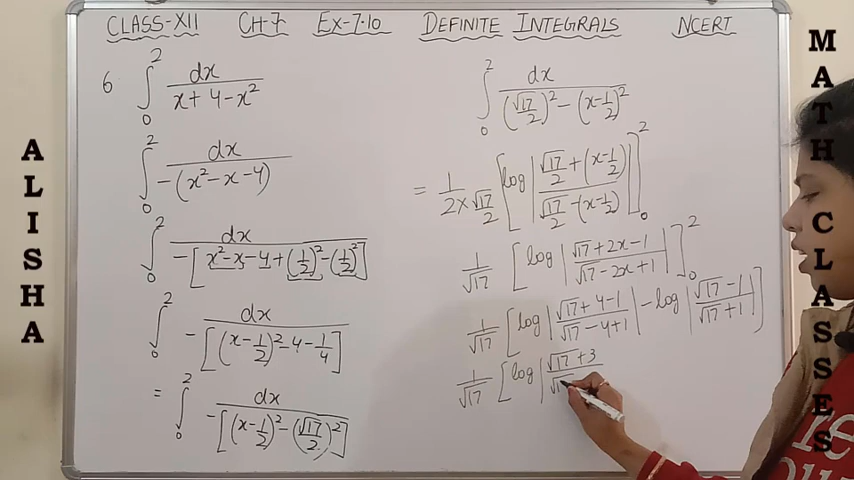 CLASS-XII CH-7 EX-7.10 DEFINITE INTEGRALS NCERT
6 ∫₀² dx / (x+4-x²)
∫₀² dx / -(x²-x-4)
∫₀² dx / -[x²-x-4+(1/2)²-(1/2)²]
∫₀² dx / -[(x-1/2)²-4-1/4]
= ∫₀² dx / -[(x-1/2)²-(√17/2)²]
∫₀² dx / (√17/2)²-(x-1/2)²
= 1/(2×√17/2) [log|(√17/2+(x-1/2))/(√17/2-(x-1/2))|]₀²
1/√17 [log|(√17+2x-1)/(√17-2x+1)|]₀²
1/√17 [log|(√17+4-1)/(√17-4+1)|-log|(√17-1)/(√17+1)|]
1/√17 [log|(√17+3)/√1
ALISHA
MATH CLASSES